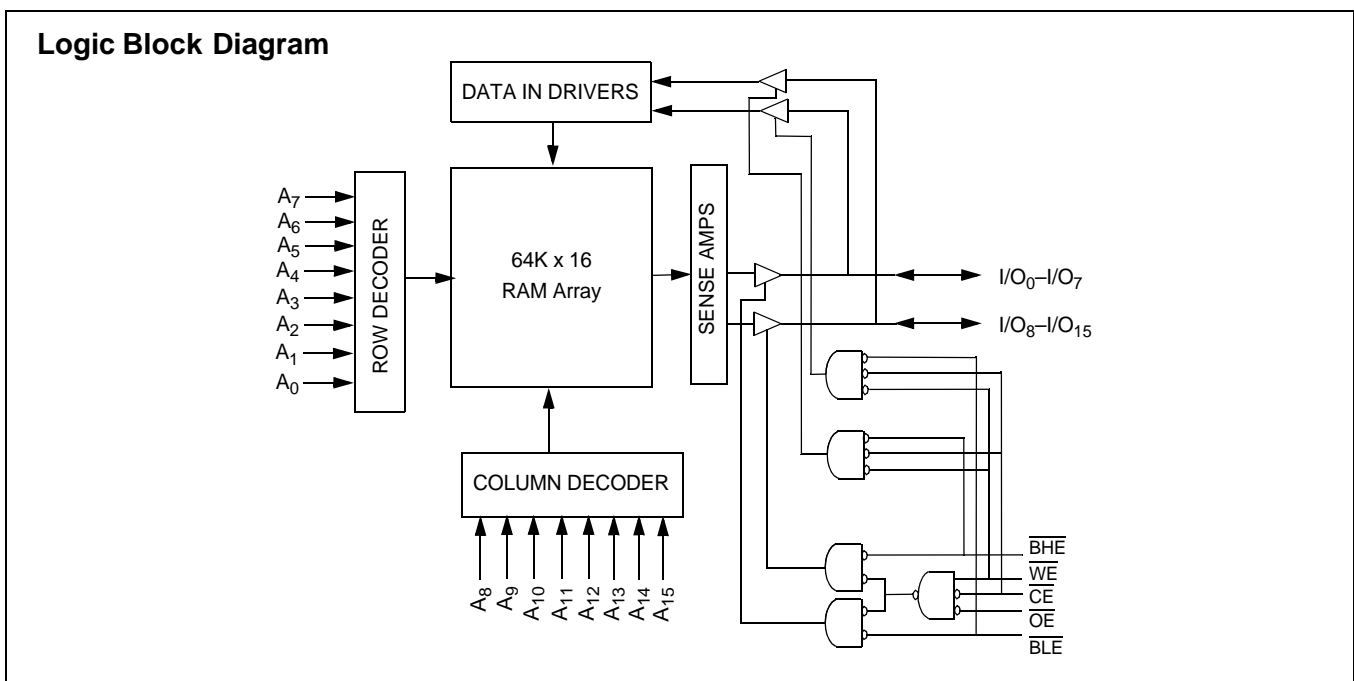 Logic Block Diagram
DATA IN DRIVERS
A7
A6
A5
A4
A3
A2
A1
A0
ROW DECODER
64K x 16
RAM Array
SENSE AMPS
I/O0–I/O7
I/O8–I/O15
COLUMN DECODER
A8
A9
A10
A11
A12
A13
A14
A15
BHE
WE
CE
OE
BLE